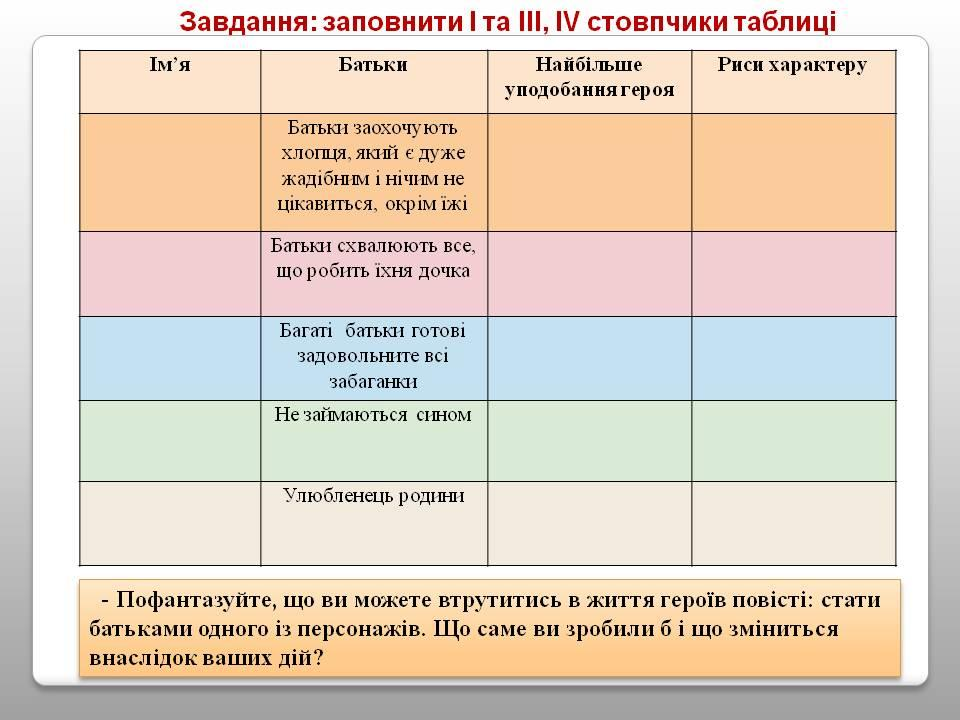 Завдання: заповнити І та ІІІ, ІV стовпчики таблиці
Ім’я
Батьки
Найбільше
уподобання героя
Риси характеру
Батьки заохочують
хлопця, який є дуже
жадібним і нічим не
цікавиться, окрім їжі
Батьки схвалюють все,
що робить їхня дочка
Багаті батьки готові
задовольните всі
забаганки
Не займаються сином
Улюбленець родини
- Пофантазуйте, що ви можете втрутитись в життя героїв повісті: стати
батьками одного із персонажів. Що саме ви зробили б і що зміниться
внаслідок ваших дій?